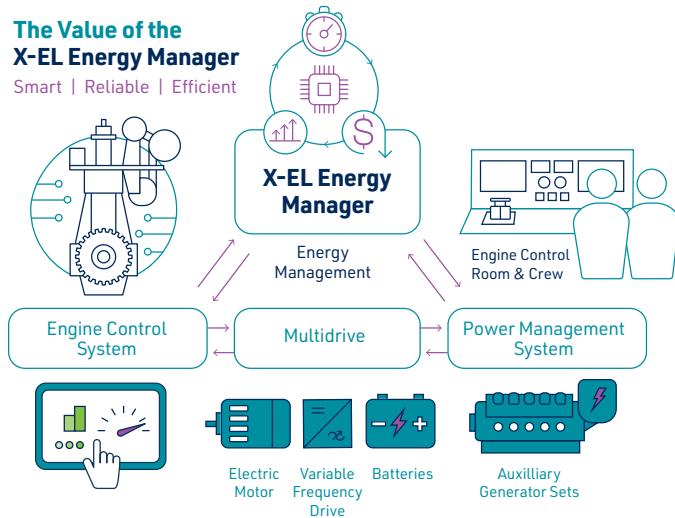 The Value of the
X-EL Energy Manager
Smart | Reliable | Efficient
$
X-EL Energy
Manager
Energy
Management
Engine Control
Room & Crew
Engine Control
System
Multidrive
Power Management
System
Electric
Motor
Variable
Frequency
Drive
Batteries
Auxilliary
Generator Sets